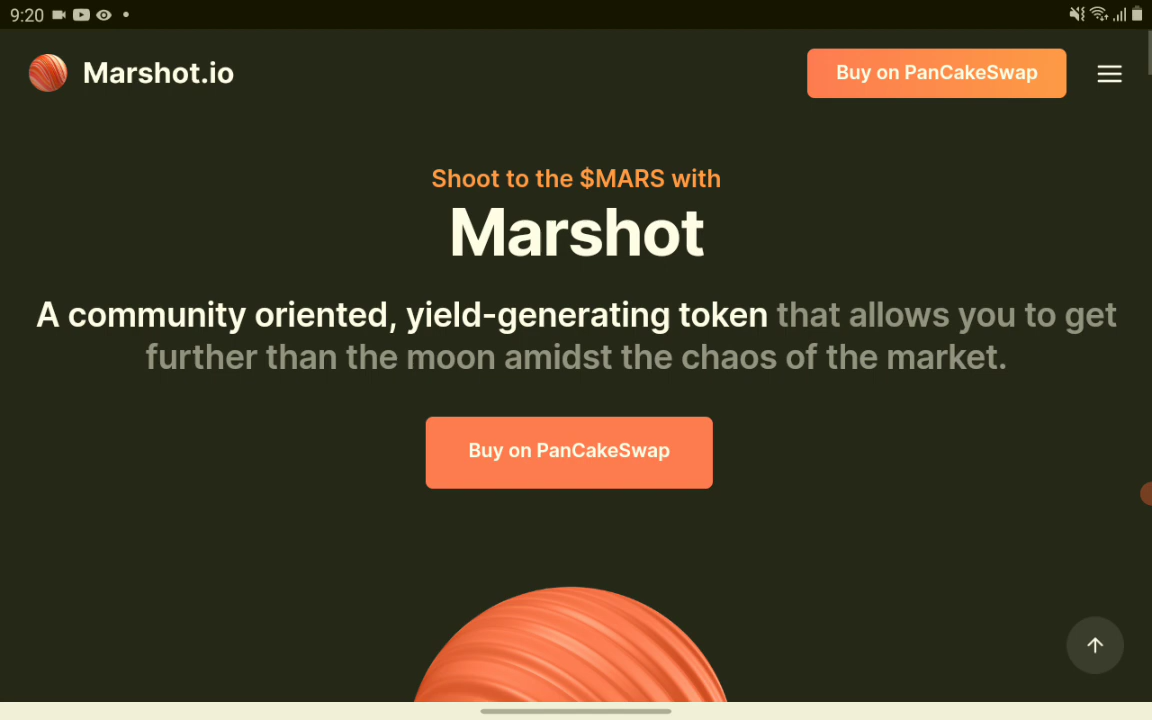 9:20
Marshot.io
Buy on PanCakeSwap
Shoot to the $MARS with
Marshot
A community oriented, yield-generating token that allows you to get
further than the moon amidst the chaos of the market.
Buy on PanCakeSwap